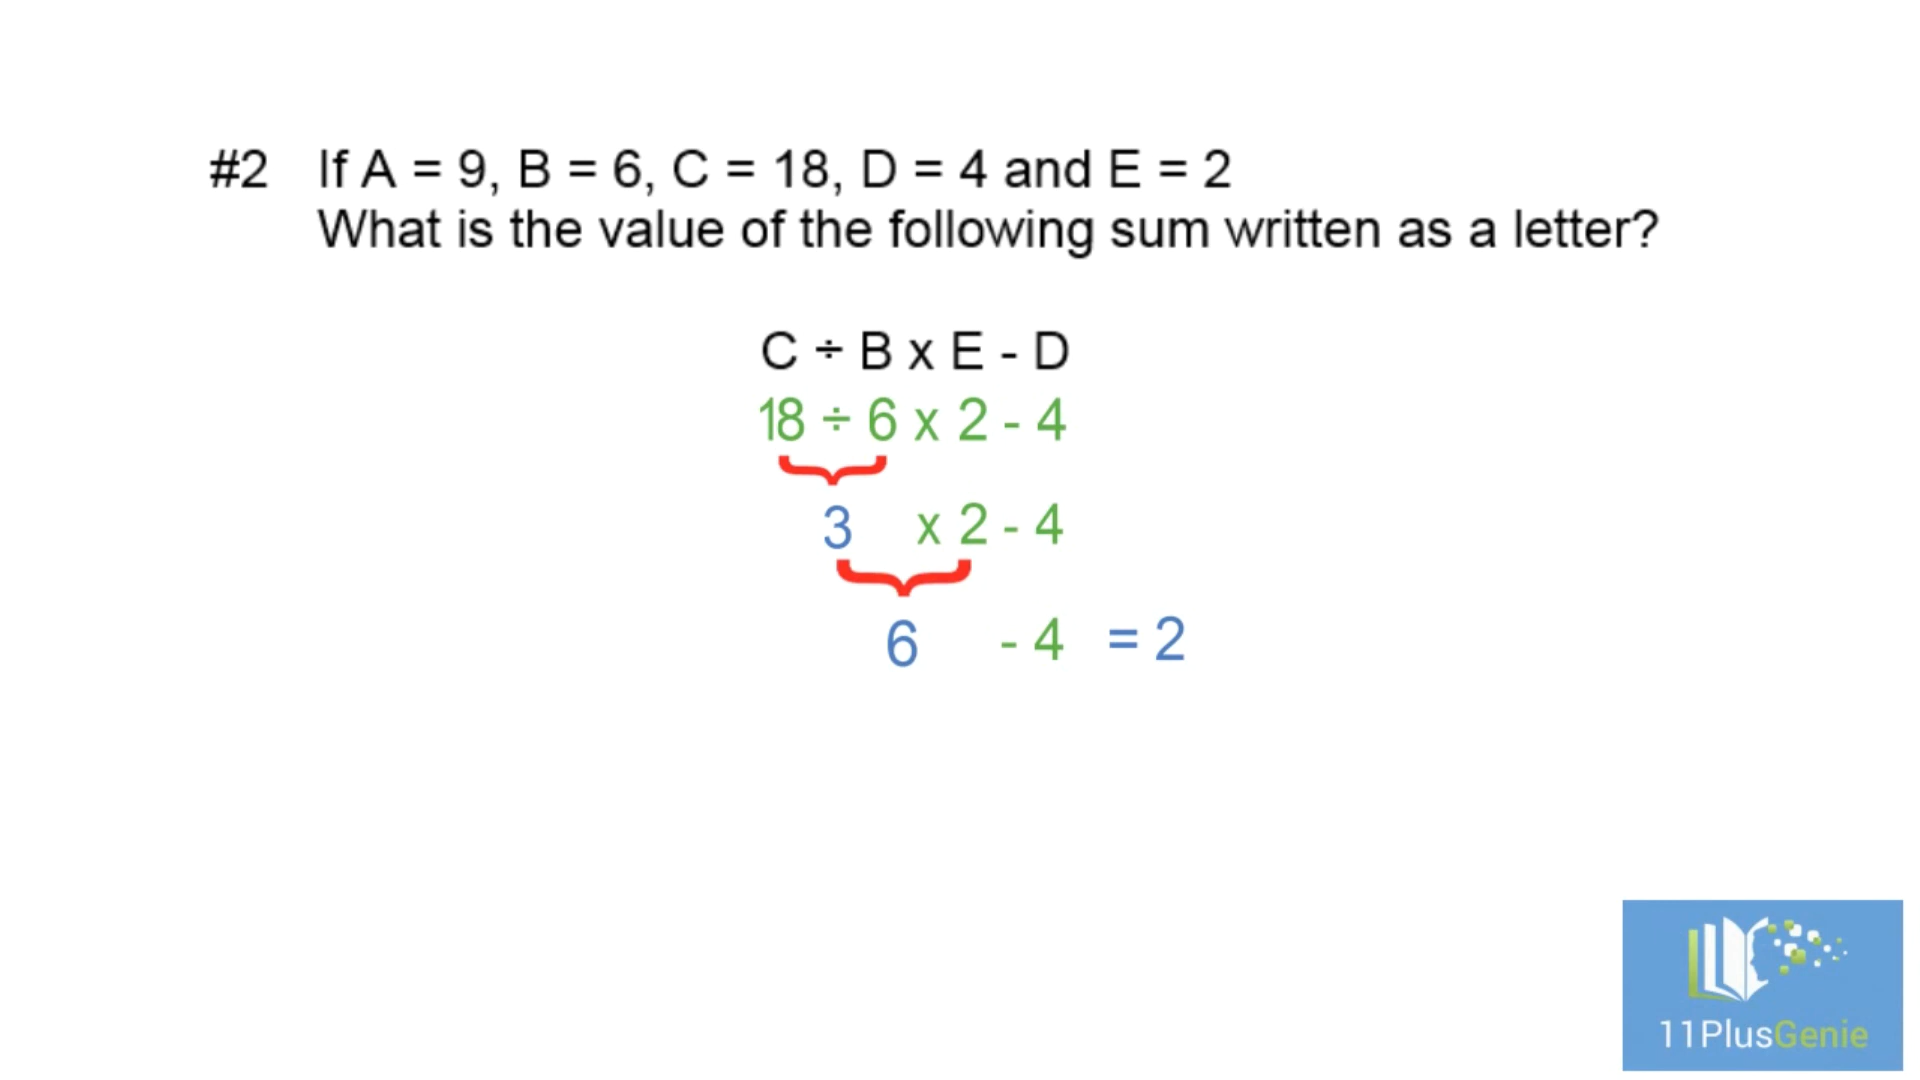 #2 If A = 9, B = 6, C = 18, D = 4 and E = 2
What is the value of the following sum written as a letter?
C ÷ B x E - D
18 ÷ 6 x 2 - 4
3 x 2 - 4
6 - 4 = 2
11PlusGenie